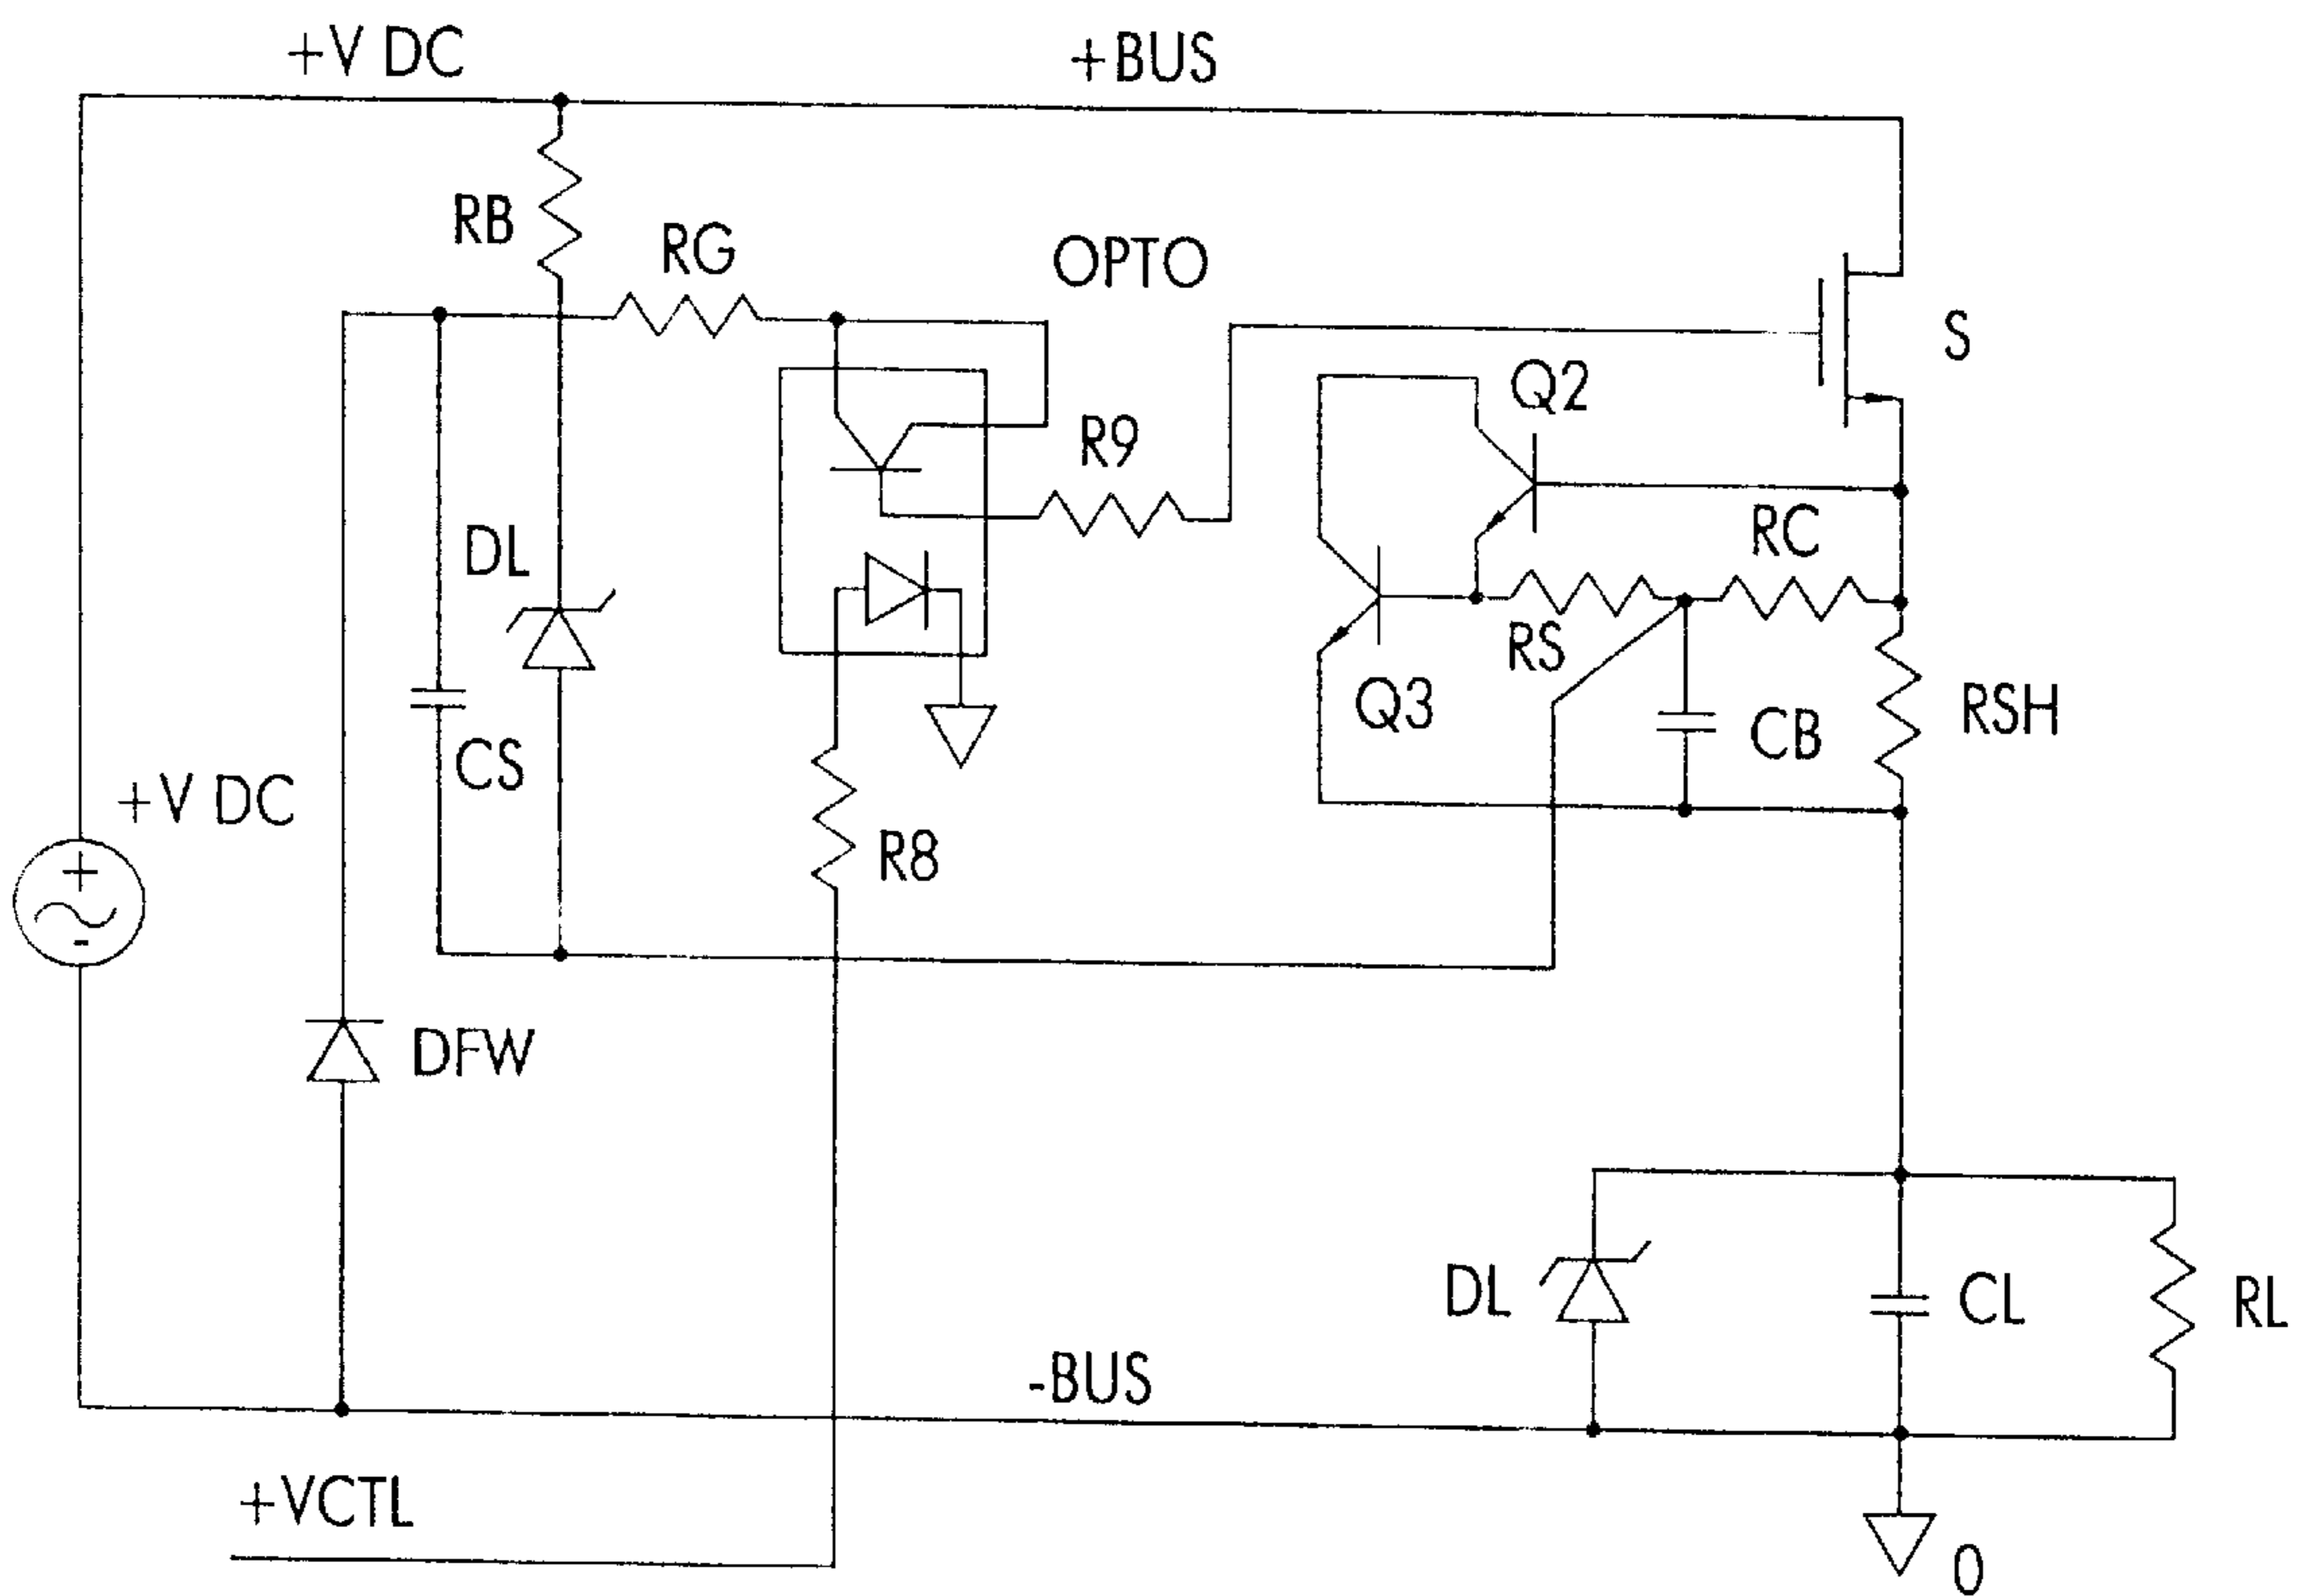 +V DC
+BUS
RB
RG
OPTO
S
Q2
R9
RC
DL
RS
Q3
RSH
CB
CS
+V DC
+
-
R8
DFW
DL
CL
RL
-BUS
+VCTL
0